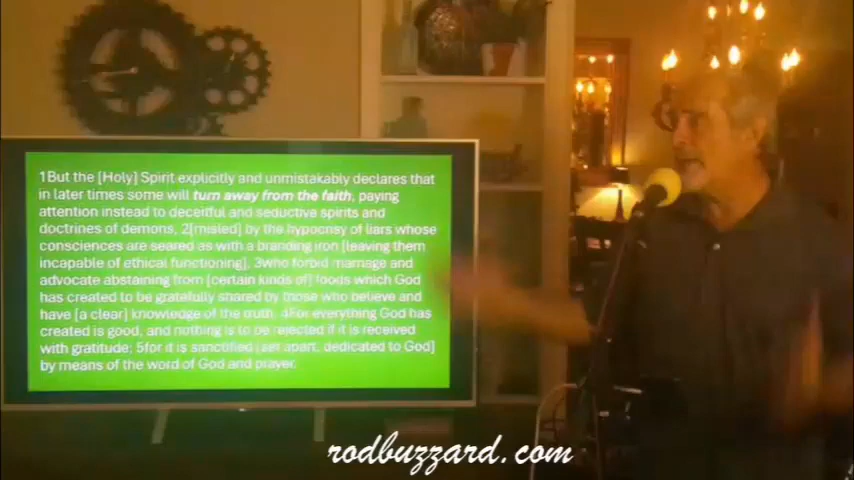 1But the [Holy] Spirit explicitly and unmistakably declares that
in later times some will turn away from the faith, paying
attention instead to deceitful and seductive spirits and
doctrines of demons, 2[misled] by the hypocrisy of liars whose
consciences are seared as with a branding iron [leaving them
incapable of ethical functioning], 3who forbid marriage and
advocate abstaining from [certain kinds of] foods which God
has created to be gratefully shared by those who believe and
have [a clear] knowledge of the truth. 4For everything God has
created is good, and nothing is to be rejected if it is received
with gratitude; 5for it is sanctified [set apart, dedicated to God]
by means of the word of God and prayer.
rodbuzzard.com